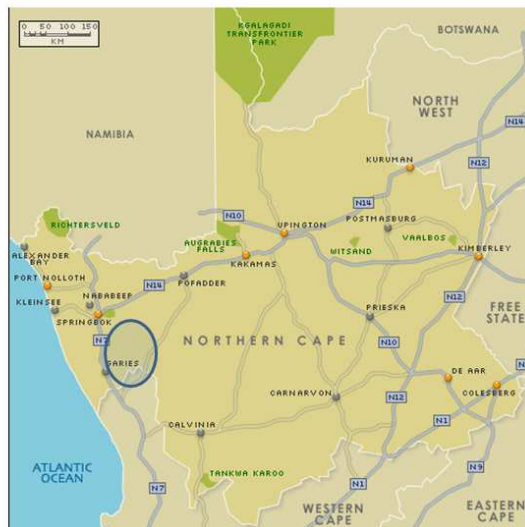 0 50 100 150
KM
KGALAGADI
TRANSFRONTIER
PARK
BOTSWANA
NAMIBIA
NORTH
WEST
N14
N12
KURUMAN
N14
RICHTERSVELD
N10
UPINGTON
POSTMASBURG
ALEXANDER
BAY
AUGRABIES
FALLS
WITSAND
VAALBOS
KIMBERLEY
KAKAMAS
PORT NOLLOTH
N14
POFADDER
KLEINSEE
NABABEEP
SPRINGBOK
PRIESKA
N12
FREE
STATE
N7
NORTHERN CAPE
N10
GARIES
DE AAR
CARNARVON
N12
COLESBERG
CALVINIA
N1
ATLANTIC
OCEAN
TANKWA KAROO
N9
N7
N1
WESTERN
CAPE
EASTERN
CAPE